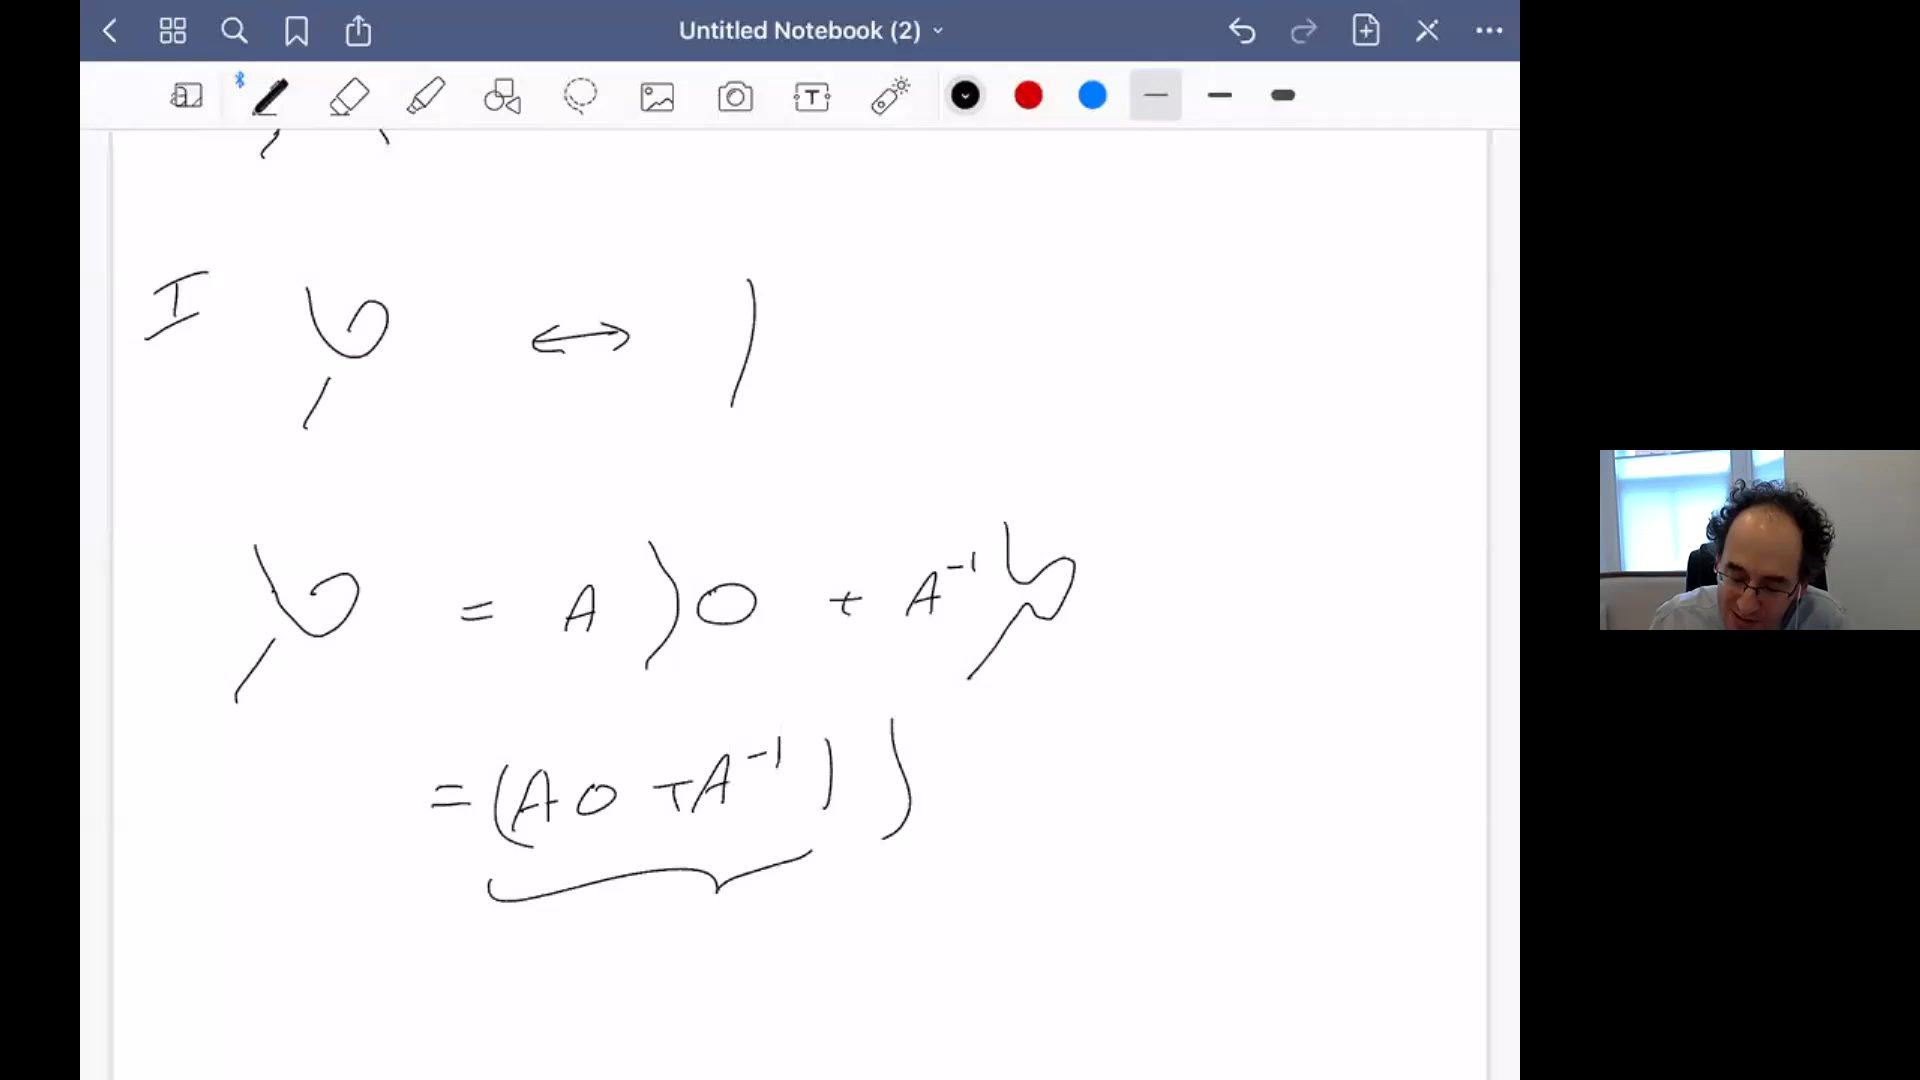 Untitled Notebook (2)
T
I ↔
= A O + A⁻¹
= (A O + A⁻¹)